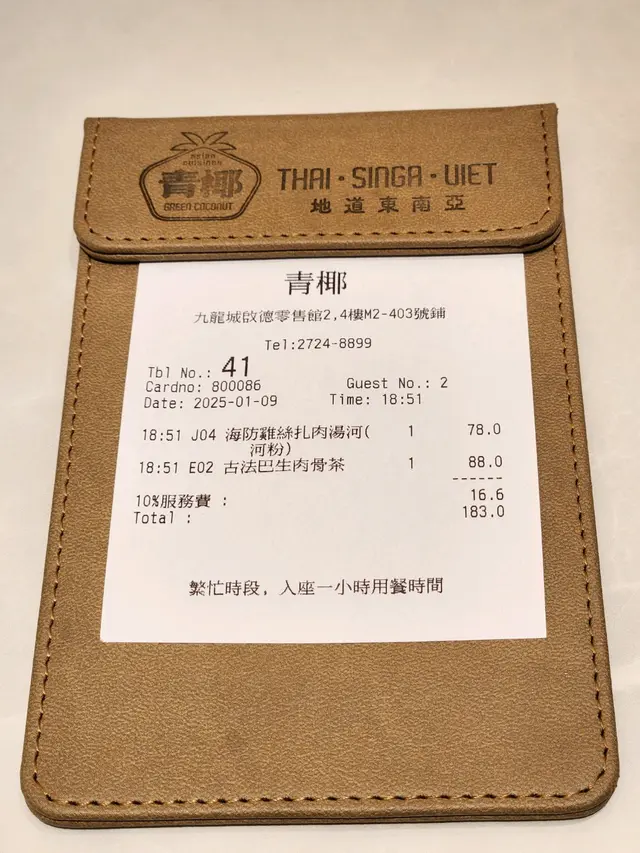 ASIAN
CUISINES
青椰
GREEN COCONUT
THAI · SINGA · VIET
地道東南亞
青椰
九龍城啟德零售館2,4樓M2-403號鋪
Tel:2724-8899
Tbl No.: 41
Cardno: 800086 Guest No.: 2
Date: 2025-01-09 Time: 18:51
18:51 J04 海防雞絲扎肉湯河( 1 78.0
河粉)
18:51 E02 古法巴生肉骨茶 1 88.0
------
10%服務費 : 16.6
Total : 183.0
繁忙時段, 入座一小時用餐時間